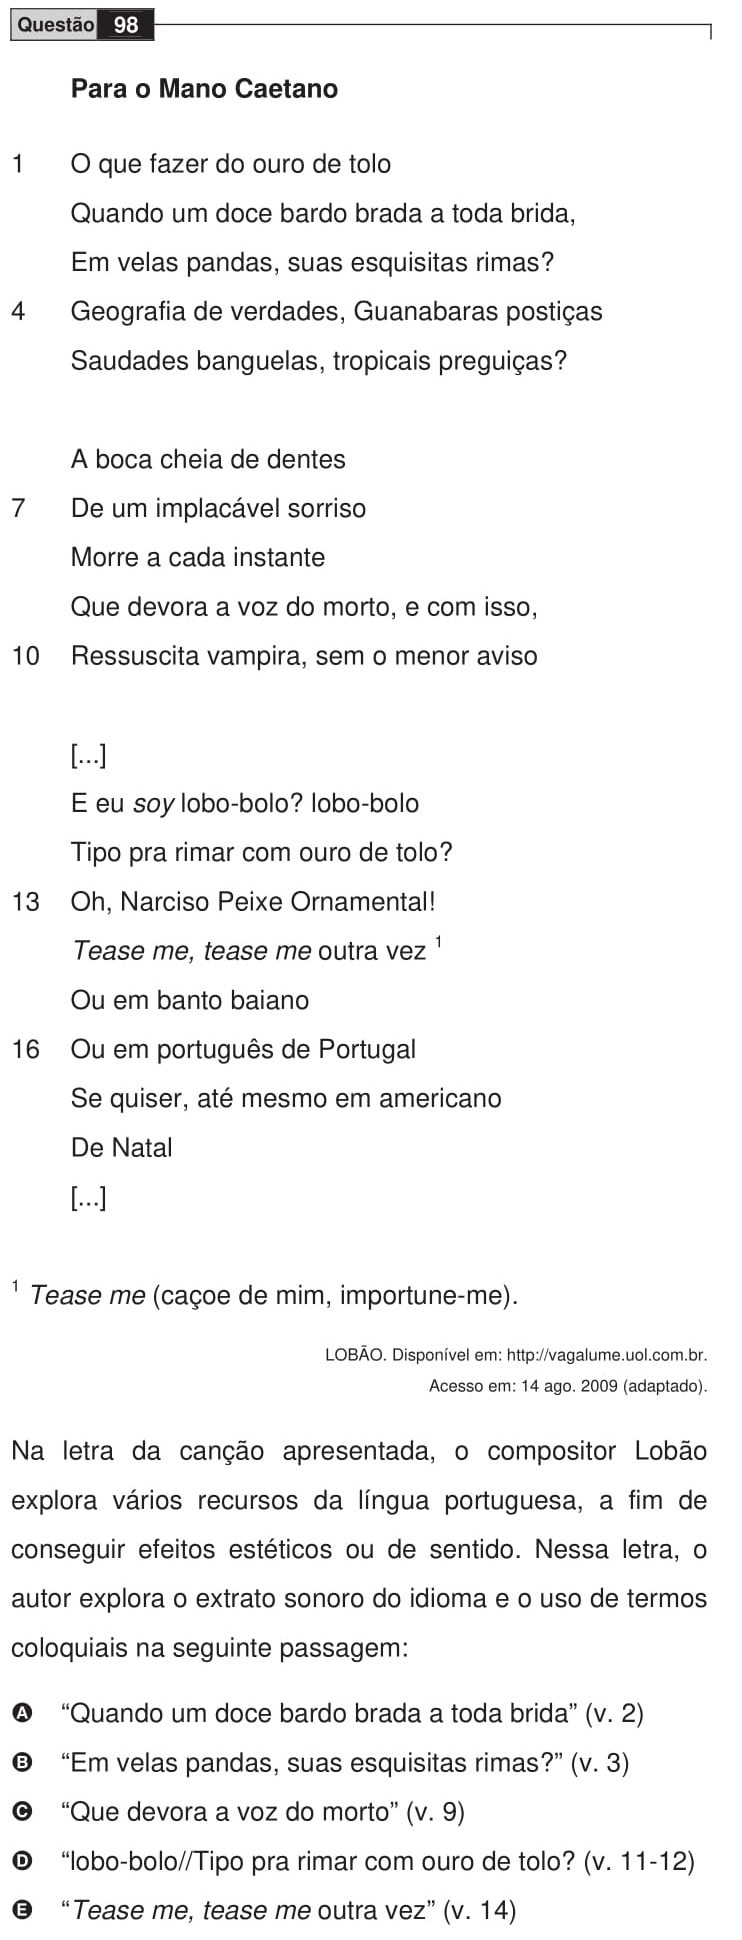 Questão 98
Para o Mano Caetano
1 O que fazer do ouro de tolo
Quando um doce bardo brada a toda brida,
Em velas pandas, suas esquisitas rimas?
4 Geografia de verdades, Guanabaras postiças
Saudades banguelas, tropicais preguiças?
A boca cheia de dentes
7 De um implacável sorriso
Morre a cada instante
Que devora a voz do morto, e com isso,
10 Ressuscita vampira, sem o menor aviso
[...]
E eu soy lobo-bolo? lobo-bolo
Tipo pra rimar com ouro de tolo?
13 Oh, Narciso Peixe Ornamental!
Tease me, tease me outra vez 1
Ou em banto baiano
16 Ou em português de Portugal
Se quiser, até mesmo em americano
De Natal
[...]
1 Tease me (caçoe de mim, importune-me).
LOBÃO. Disponível em: http://vagalume.uol.com.br.
Acesso em: 14 ago. 2009 (adaptado).
Na letra da canção apresentada, o compositor Lobão
explora vários recursos da língua portuguesa, a fim de
conseguir efeitos estéticos ou de sentido. Nessa letra, o
autor explora o extrato sonoro do idioma e o uso de termos
coloquiais na seguinte passagem:
A “Quando um doce bardo brada a toda brida” (v. 2)
B “Em velas pandas, suas esquisitas rimas?” (v. 3)
C “Que devora a voz do morto” (v. 9)
D “lobo-bolo//Tipo pra rimar com ouro de tolo? (v. 11-12)
E “Tease me, tease me outra vez” (v. 14)